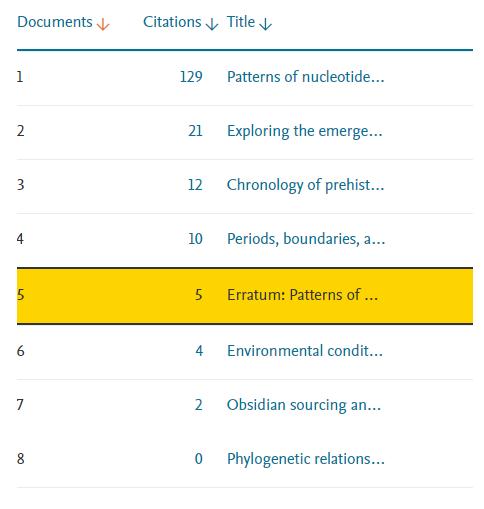 Documents Citations Title
1 129 Patterns of nucleotide...
2 21 Exploring the emerge...
3 12 Chronology of prehist...
4 10 Periods, boundaries, a...
5 5 Erratum: Patterns of ...
6 4 Environmental condit...
7 2 Obsidian sourcing an...
8 0 Phylogenetic relations...